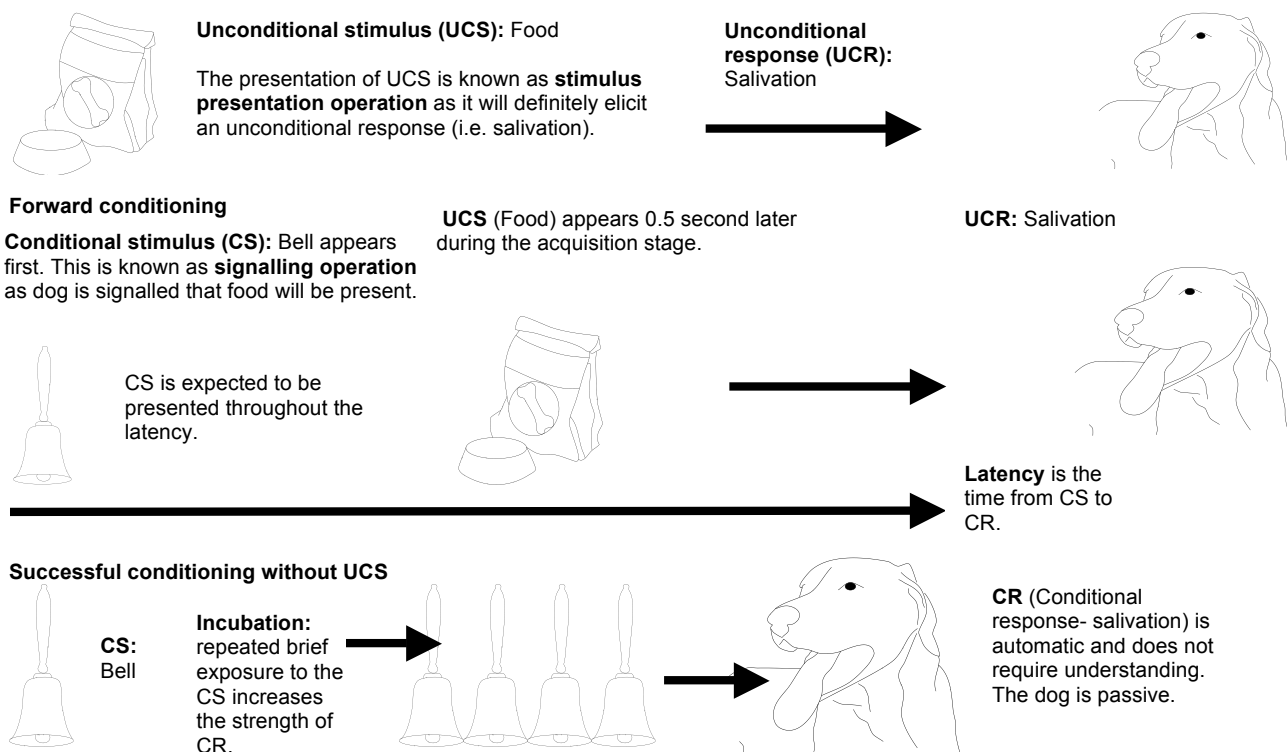 Unconditional stimulus (UCS): Food
The presentation of UCS is known as stimulus
presentation operation as it will definitely elicit
an unconditional response (i.e. salivation).
Unconditional
response (UCR):
Salivation
Forward conditioning
Conditional stimulus (CS): Bell appears
first. This is known as signalling operation
as dog is signalled that food will be present.
UCS (Food) appears 0.5 second later
during the acquisition stage.
UCR: Salivation
CS is expected to be
presented throughout the
latency.
Latency is the
time from CS to
CR.
Successful conditioning without UCS
CS:
Bell
Incubation:
repeated brief
exposure to the
CS increases
the strength of
CR.
CR (Conditional
response- salivation) is
automatic and does not
require understanding.
The dog is passive.